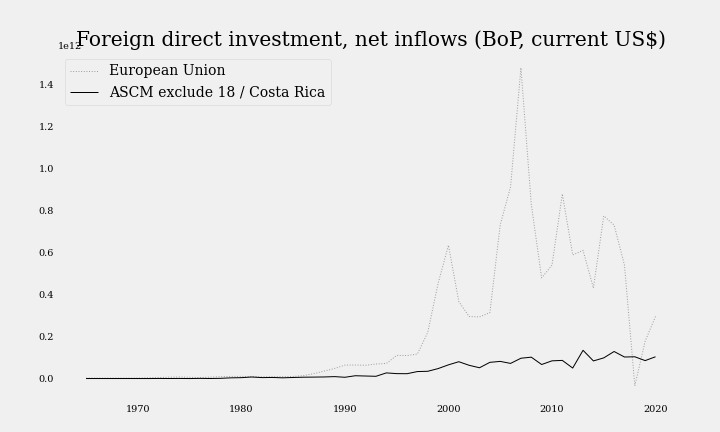 Foreign direct investment, net inflows (BoP, current US$)
1e12
European Union
ASCM exclude 18 / Costa Rica
1.4
1.2
1.0
0.8
0.6
0.4
0.2
0.0
1970 1980 1990 2000 2010 2020